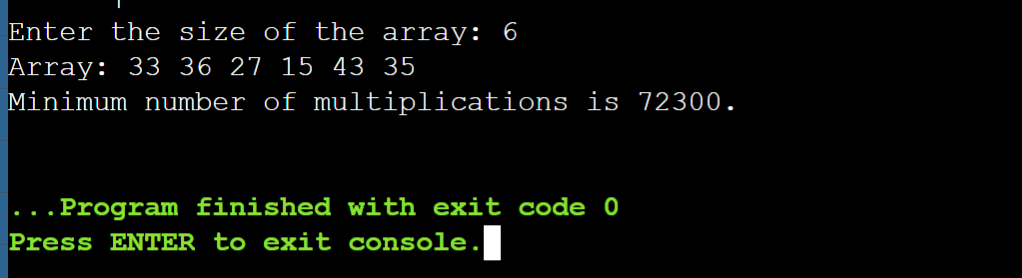 Enter the size of the array: 6
Array: 33 36 27 15 43 35
Minimum number of multiplications is 72300.
...Program finished with exit code 0
Press ENTER to exit console.